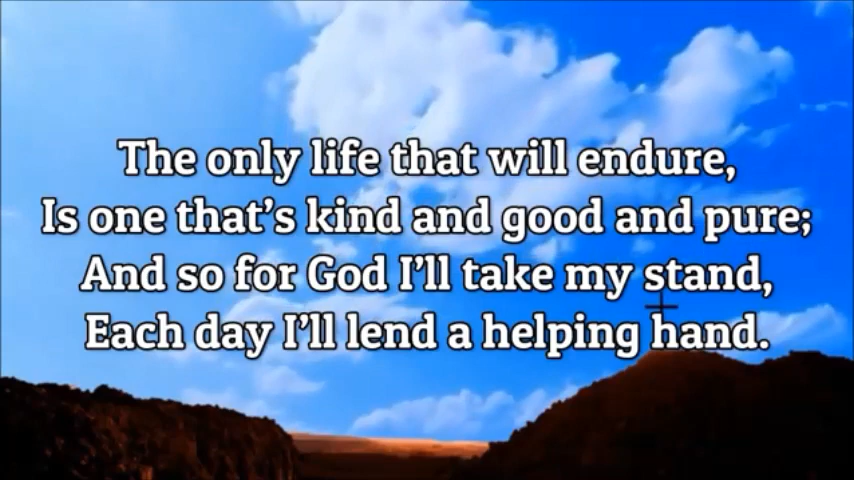 The only life that will endure,
Is one that's kind and good and pure;
And so for God I'll take my stand,
Each day I'll lend a helping hand.